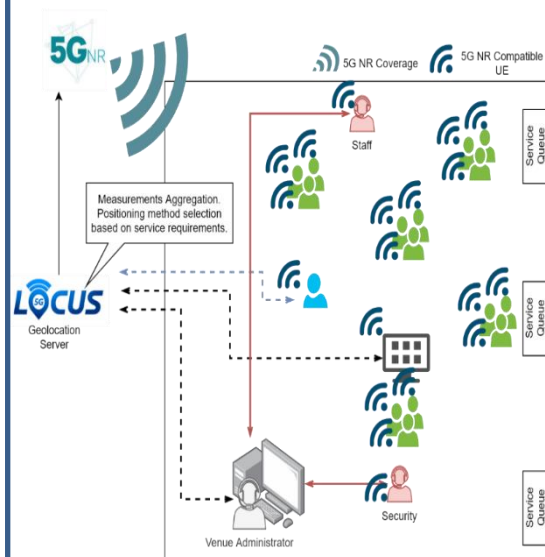 5G NR
5G NR Coverage
5G NR Compatible
UE
Staff
Service
Queue
Measurements Aggregation.
Positioning method selection
based on service requirements.
LOCUS
5G
Geolocation
Server
Service
Queue
Service
Queue
Security
Venue Administrator